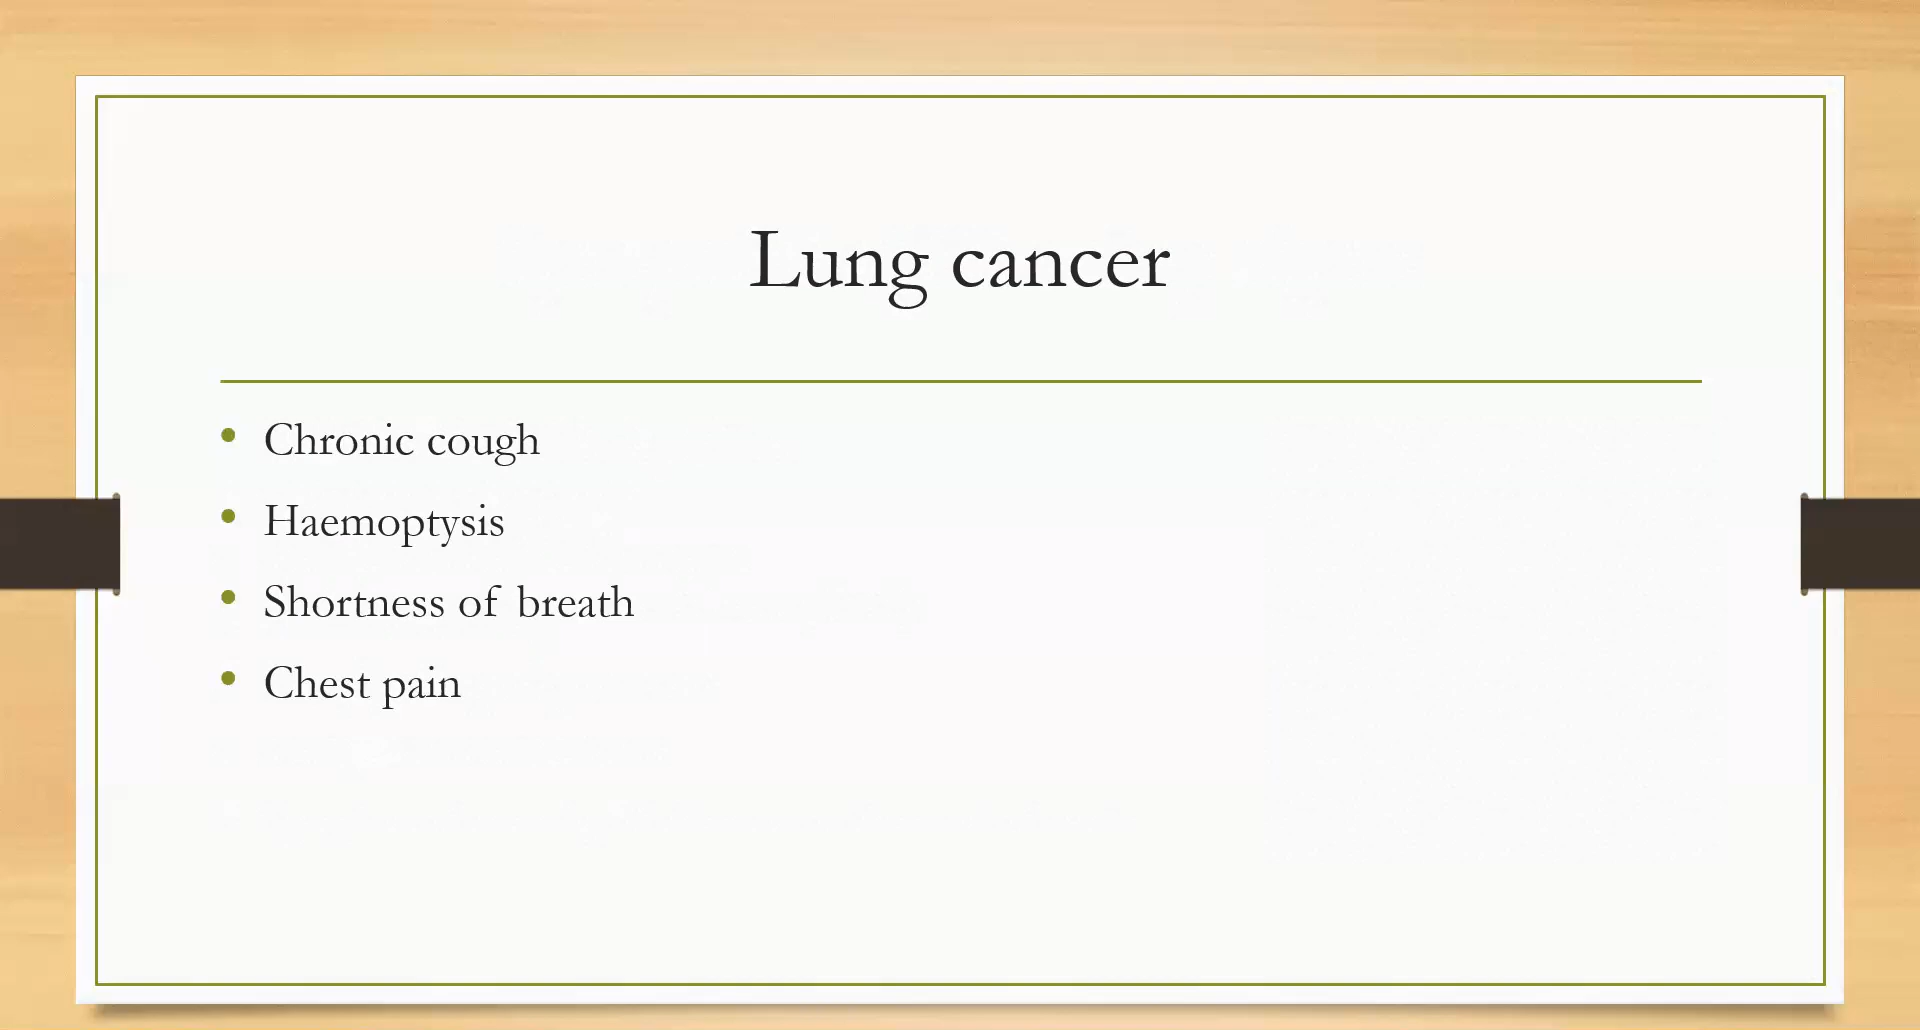 Lung cancer
• Chronic cough
• Haemoptysis
• Shortness of breath
• Chest pain